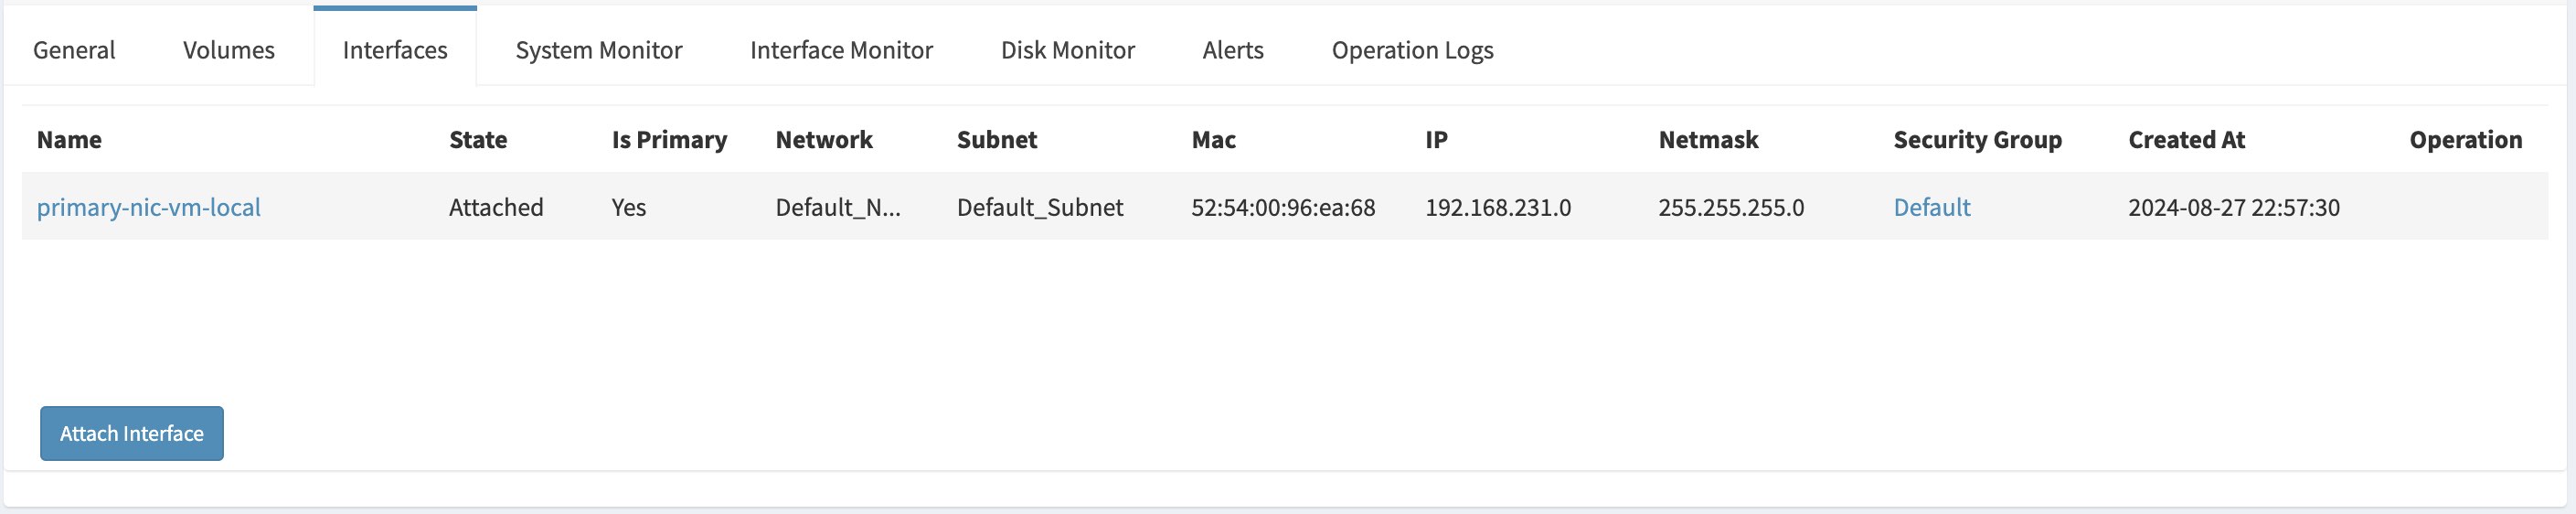 General Volumes Interfaces System Monitor Interface Monitor Disk Monitor Alerts Operation Logs
Name State Is Primary Network Subnet Mac IP Netmask Security Group Created At Operation
primary-nic-vm-local Attached Yes Default_N... Default_Subnet 52:54:00:96:ea:68 192.168.231.0 255.255.255.0 Default 2024-08-27 22:57:30
Attach Interface